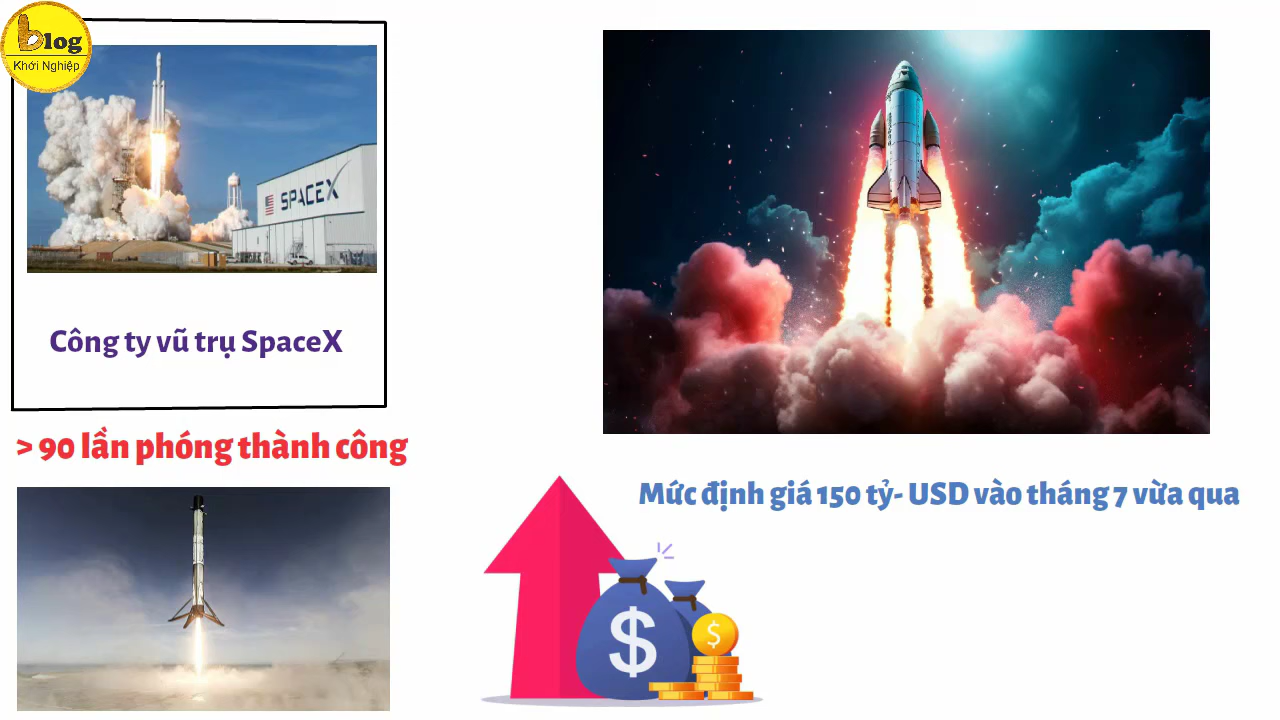 blog
Khởi Nghiệp
SPACEX
Công ty vũ trụ SpaceX
> 90 lần phóng thành công
Mức định giá 150 tỷ- USD vào tháng 7 vừa qua
$
$